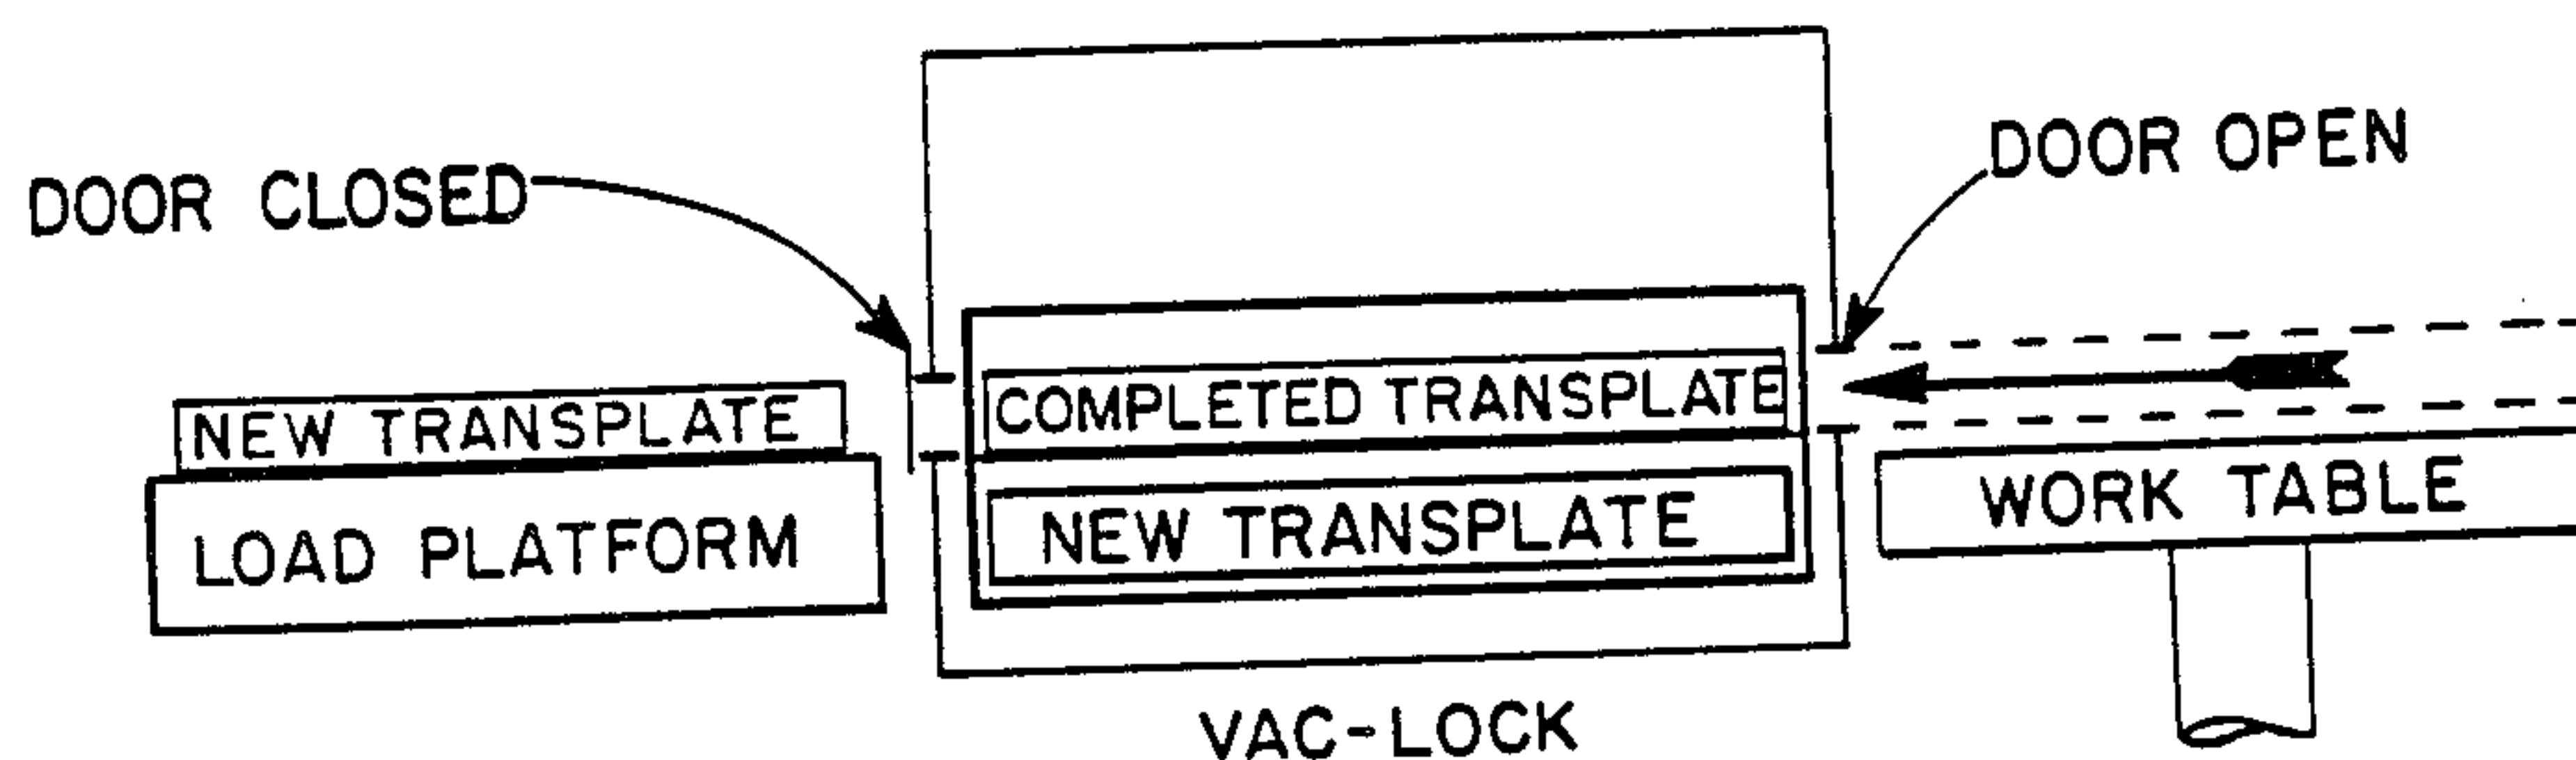 DOOR CLOSED
DOOR OPEN
NEW TRANSPLATE
COMPLETED TRANSPLATE
LOAD PLATFORM
NEW TRANSPLATE
WORK TABLE
VAC-LOCK